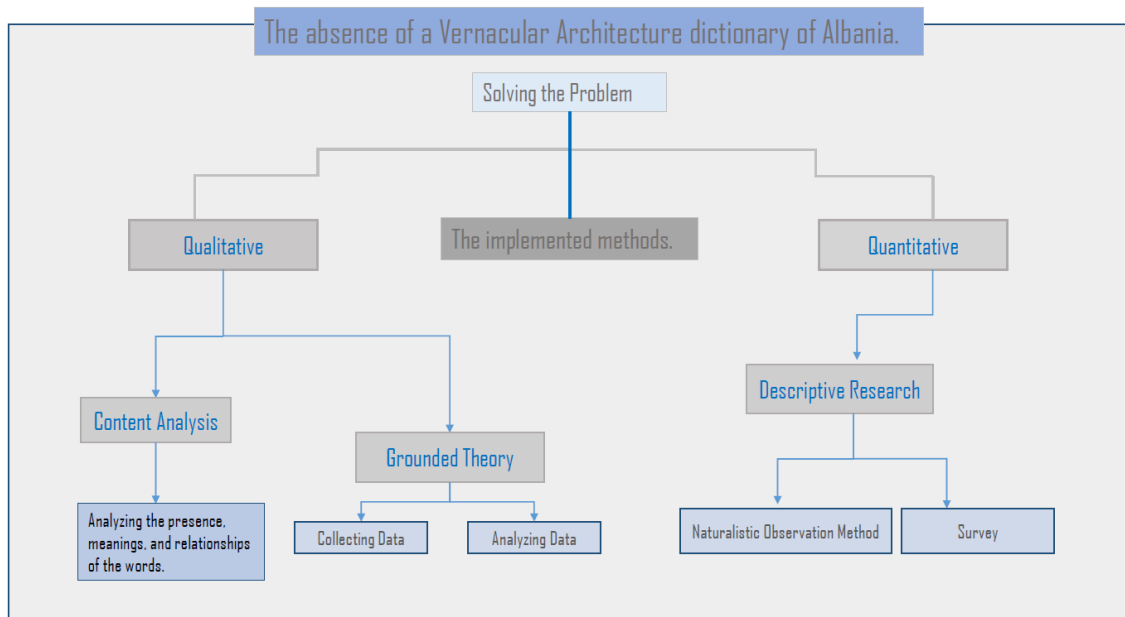 The absence of a Vernacular Architecture dictionary of Albania.
Solving the Problem
Qualitative
The implemented methods.
Quantitative
Descriptive Research
Content Analysis
Grounded Theory
Analyzing the presence,
meanings, and relationships
of the words.
Collecting Data
Analyzing Data
Naturalistic Observation Method
Survey